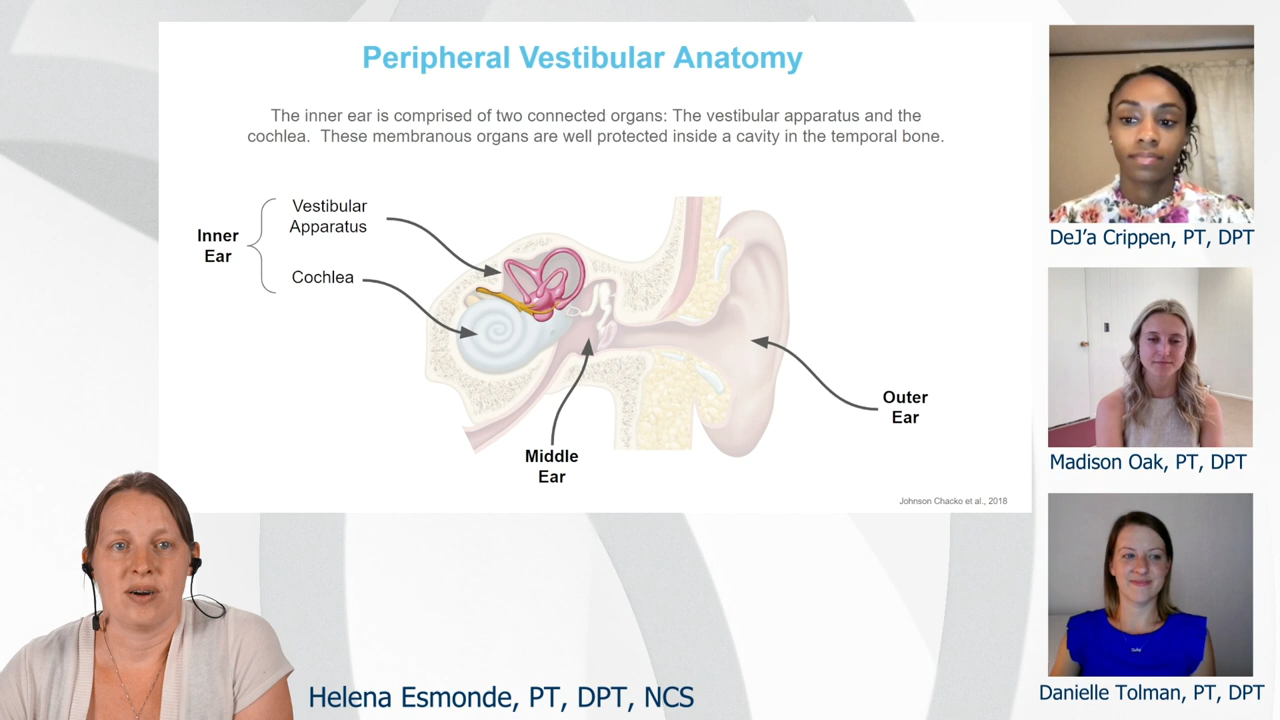 Peripheral Vestibular Anatomy
The inner ear is comprised of two connected organs: The vestibular apparatus and the
cochlea.  These membranous organs are well protected inside a cavity in the temporal bone.
Inner
Ear
Vestibular
Apparatus
Cochlea
Middle
Ear
Outer
Ear
Johnson Chacko et al., 2018
DeJ’a Crippen, PT, DPT
Madison Oak, PT, DPT
Danielle Tolman, PT, DPT
Helena Esmonde, PT, DPT, NCS